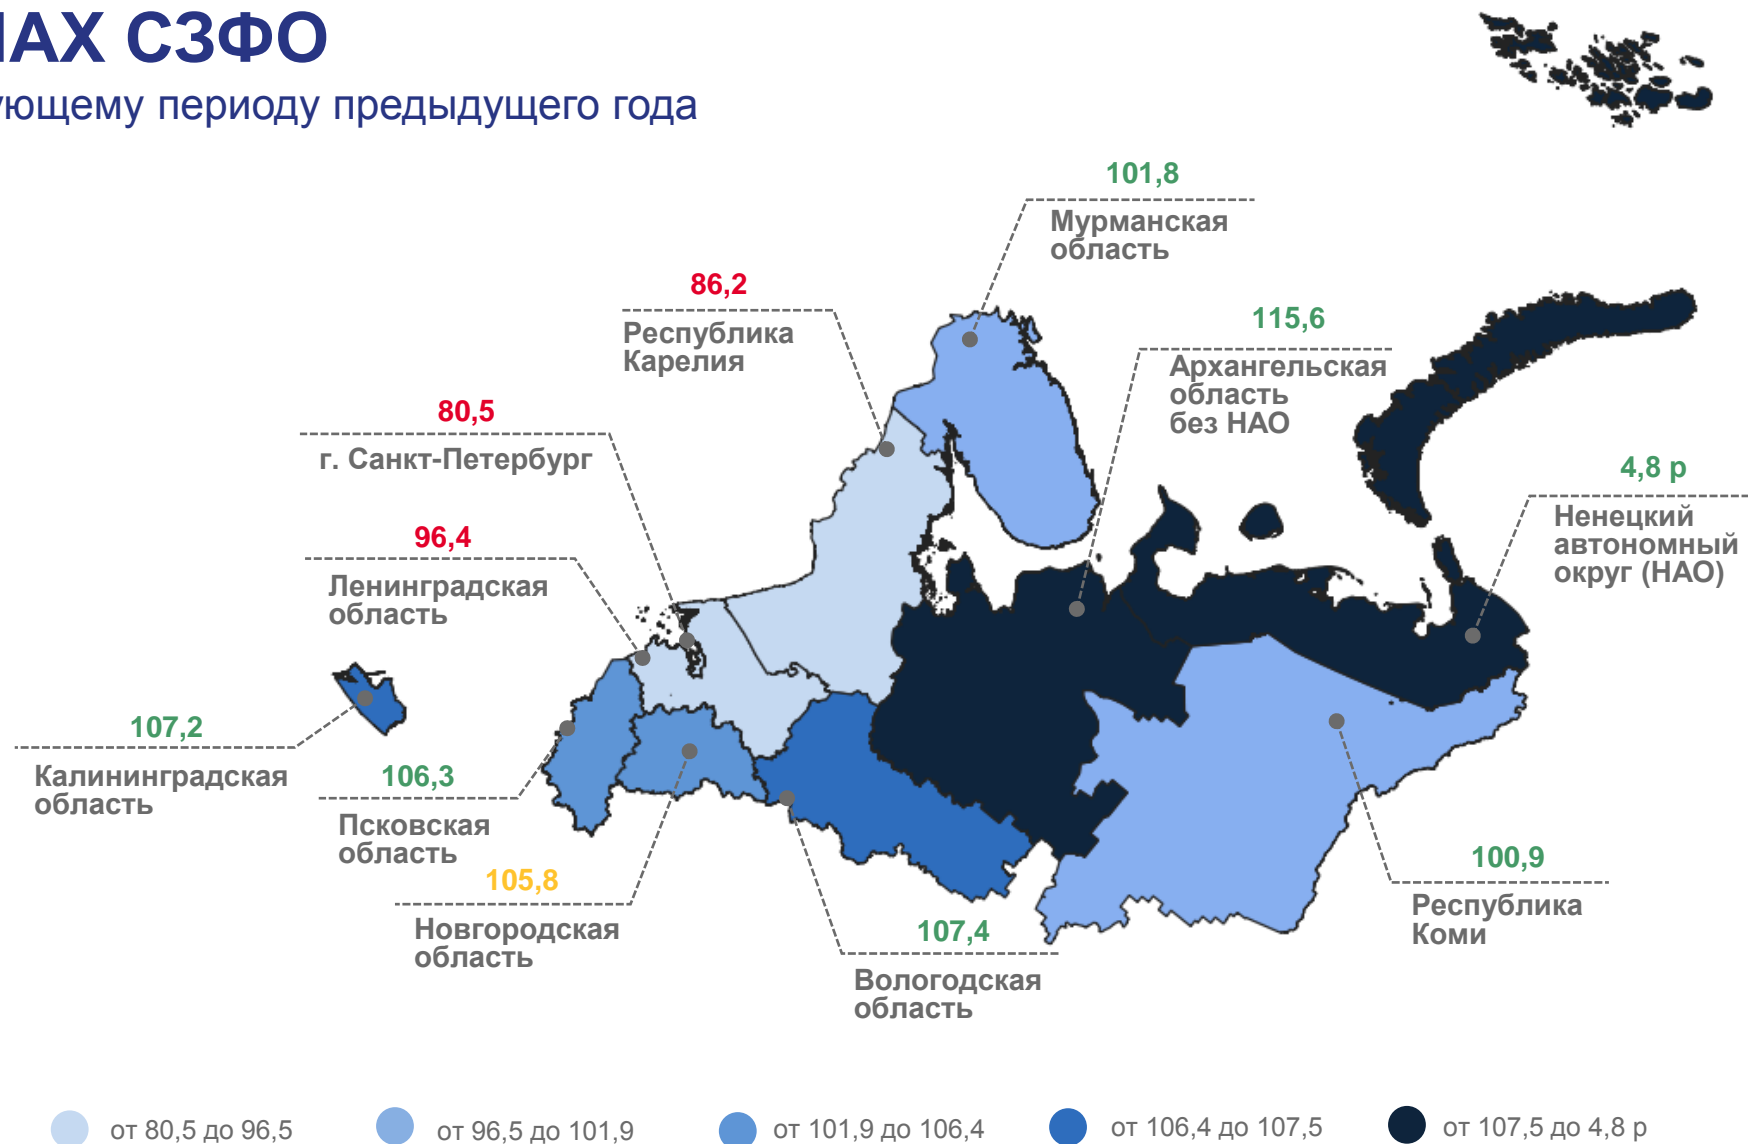 ЛАХ СЗФО
ующему периоду предыдущего года
101,8
Мурманская
область
86,2
Республика
Карелия
115,6
Архангельская
область
без НАО
80,5
г. Санкт-Петербург
4,8 р
Ненецкий
автономный
округ (НАО)
96,4
Ленинградская
область
107,2
Калининградская
область
106,3
Псковская
область
105,8
Новгородская
область
107,4
Вологодская
область
100,9
Республика
Коми
от 80,5 до 96,5
от 96,5 до 101,9
от 101,9 до 106,4
от 106,4 до 107,5
от 107,5 до 4,8 р